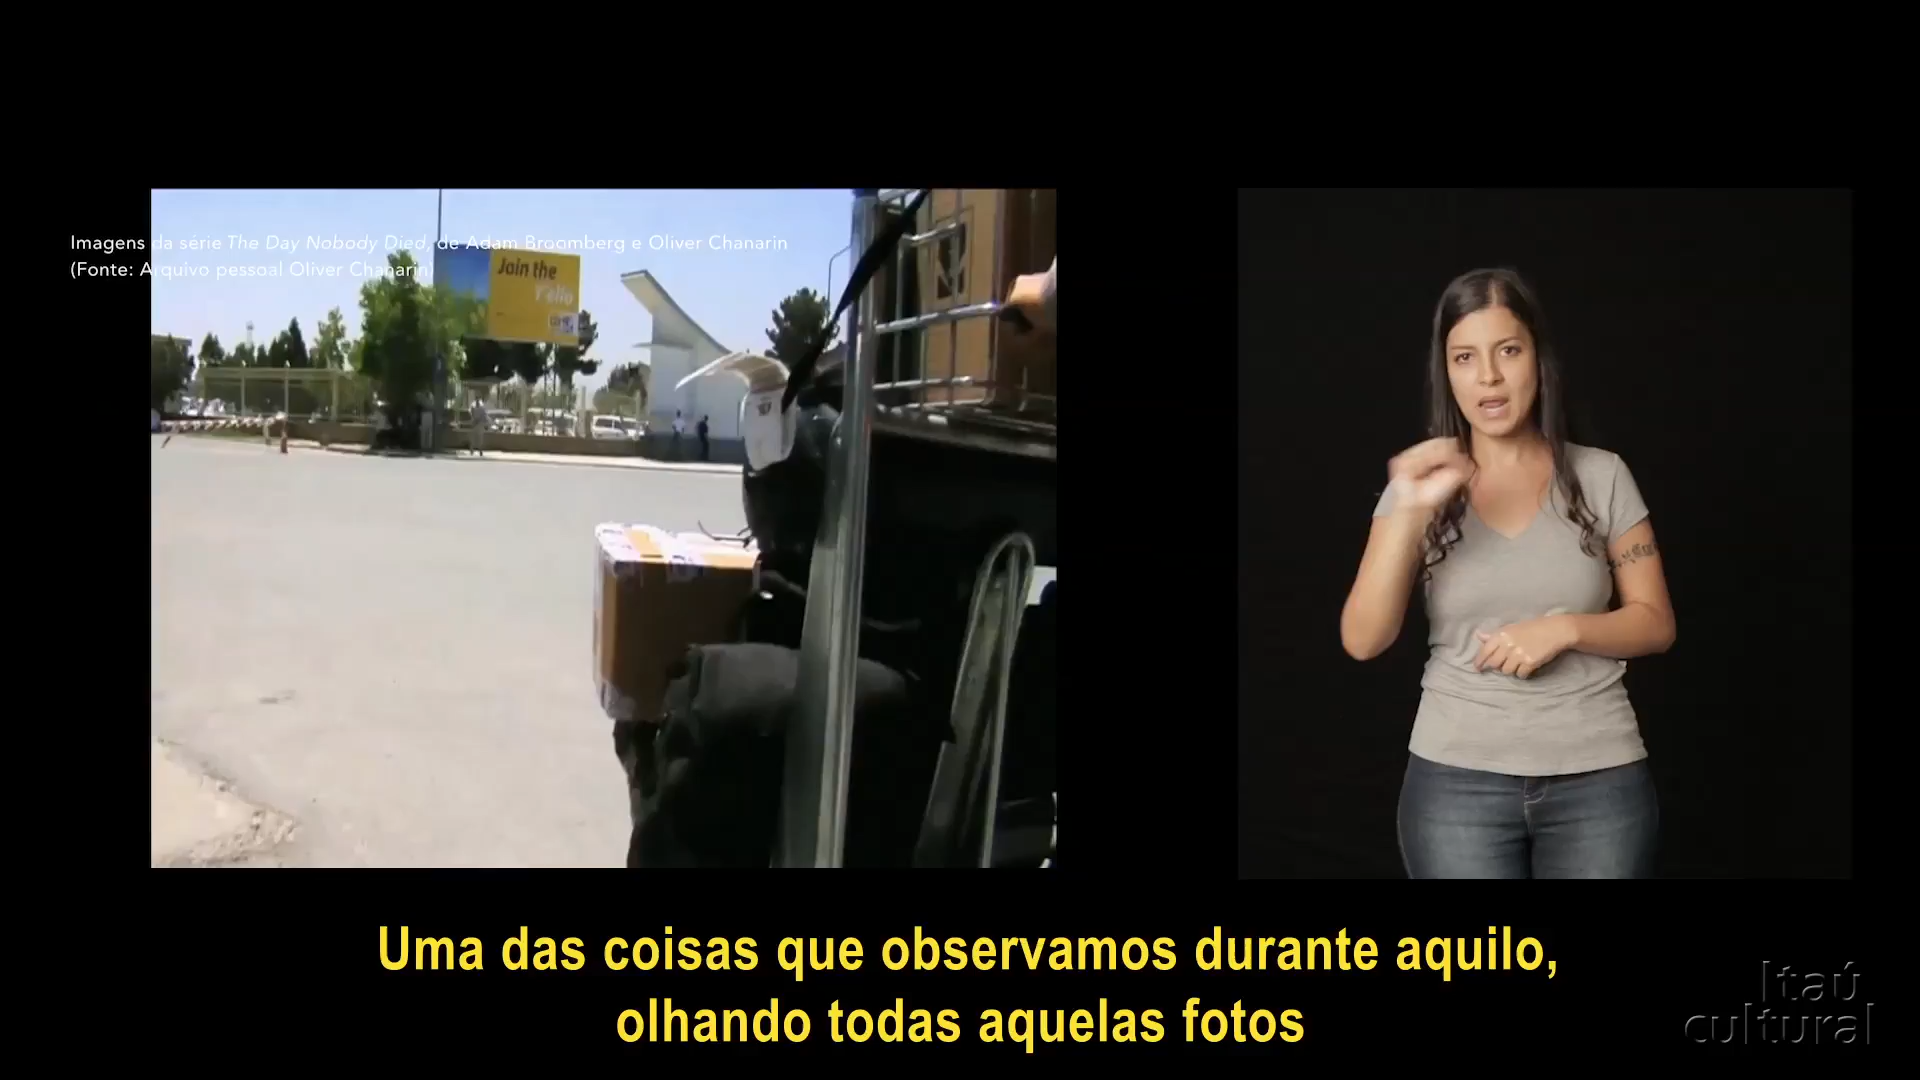 Imagens da série The Day Nobody Died, de Adam Broomberg e Oliver Chanarin
(Fonte: Arquivo pessoal Oliver Chanarin)
Join the
Y'ello
Uma das coisas que observamos durante aquilo,
olhando todas aquelas fotos
Itaú
cultural